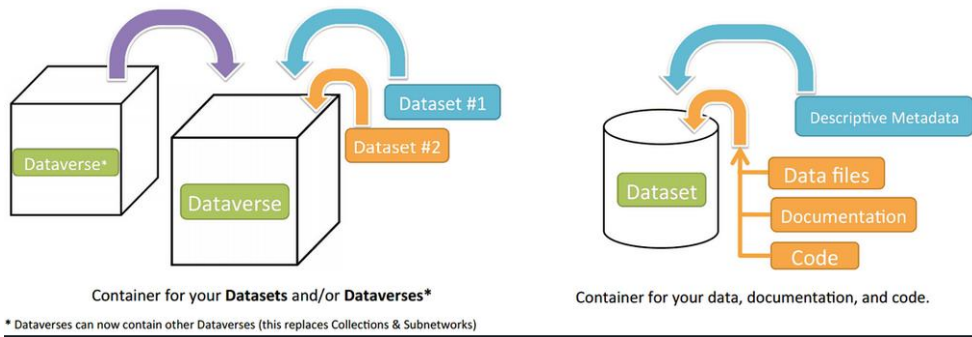 Dataverse*
Dataverse
Dataset #1
Dataset #2
Container for your Datasets and/or Dataverses*
* Dataverses can now contain other Dataverses (this replaces Collections & Subnetworks)
Dataset
Descriptive Metadata
Data files
Documentation
Code
Container for your data, documentation, and code.